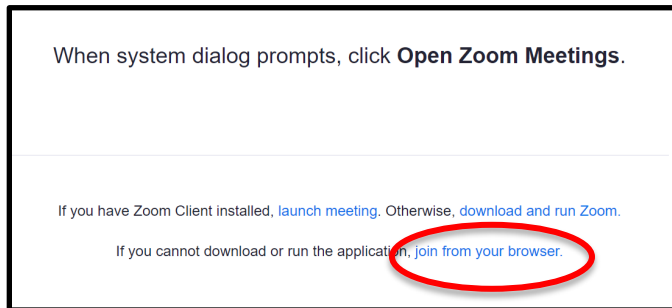 When system dialog prompts, click Open Zoom Meetings.
If you have Zoom Client installed, launch meeting. Otherwise, download and run Zoom.
If you cannot download or run the application, join from your browser.